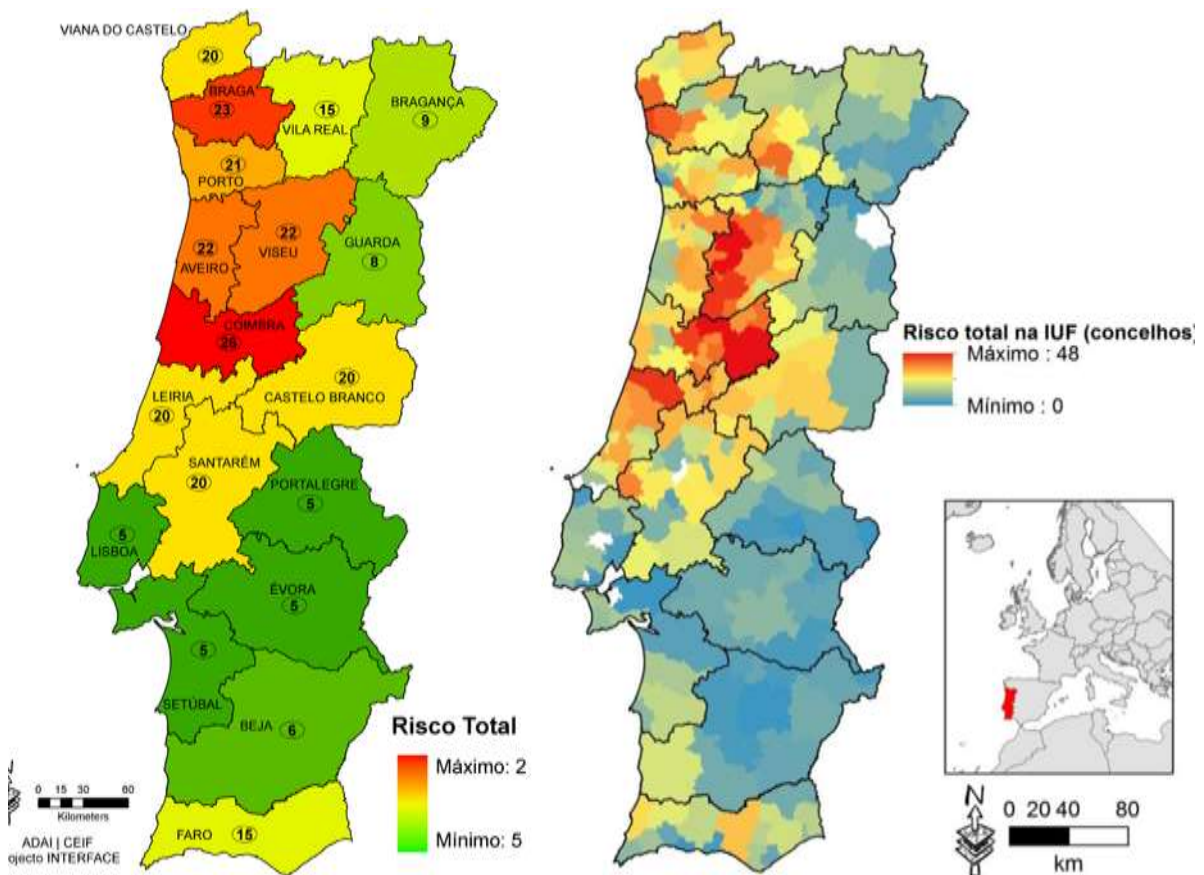 VIANA DO CASTELO
20
BRAGA
23
15
VILA REAL
BRAGANÇA
9
21
PORTO
22
AVEIRO
22
VISEU
GUARDA
8
COIMBRA
26
LEIRIA
20
20
CASTELO BRANCO
SANTARÉM
20
PORTALEGRE
5
5
LISBOA
ÉVORA
5
5
SETÚBAL
BEJA
6
FARO 15
Risco Total
Máximo: 2
Mínimo: 5
0 15 30 60
Kilometers
ADAI | CEIF
ojecto INTERFACE
Risco total na IUF (concelhos)
Máximo : 48
Mínimo : 0
N
0 20 40 80
km